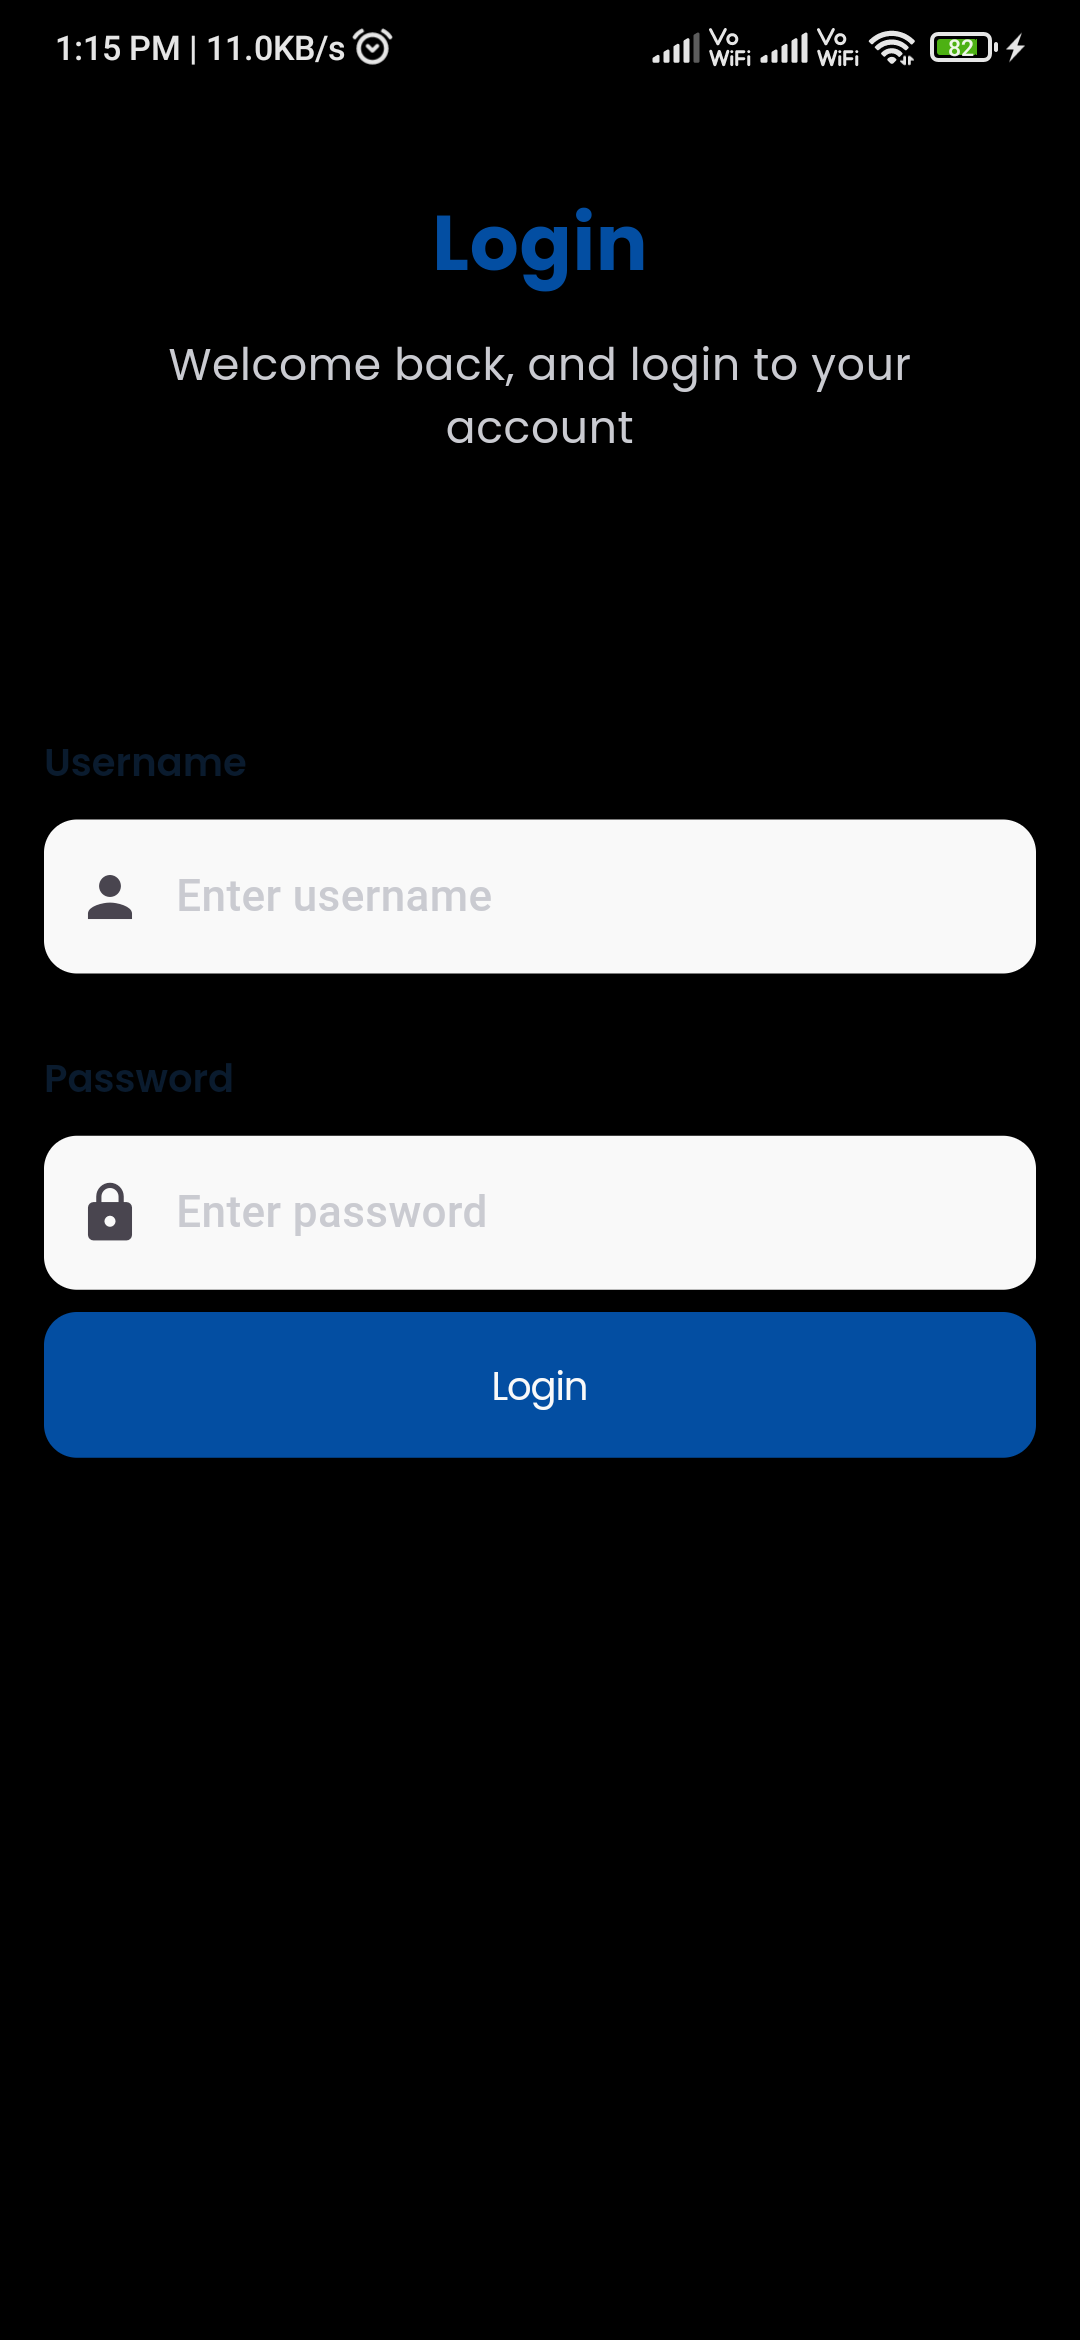 1:15 PM | 11.0KB/s Vo WiFi Vo WiFi 82
Login
Welcome back, and login to your
account
Username
Enter username
Password
Enter password
Login